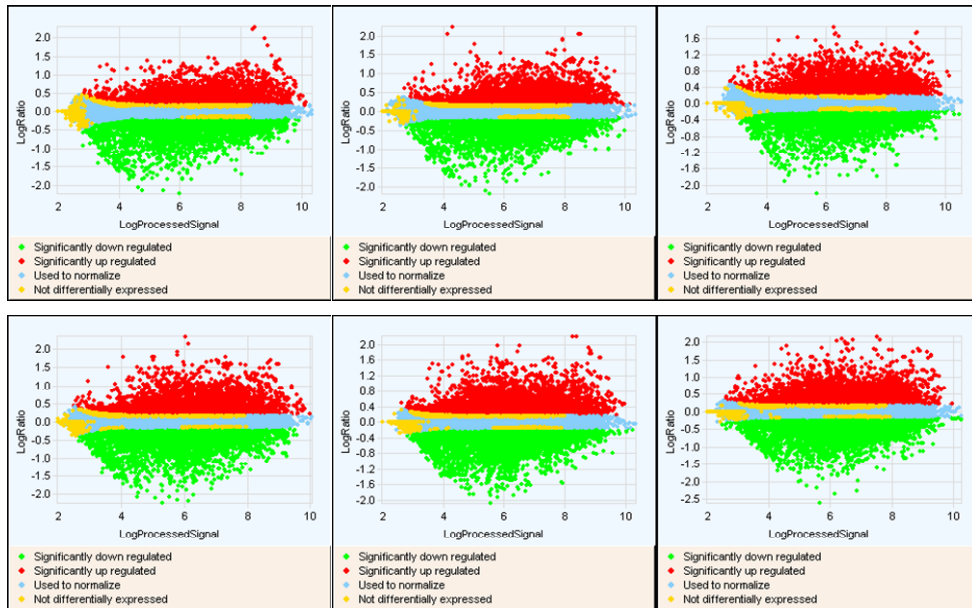 2.0
1.5
1.0
0.5
0.0
-0.5
-1.0
-1.5
-2.0
LogRatio
2 4 6 8 10
LogProcessedSignal
Significantly down regulated
Significantly up regulated
Used to normalize
Not differentially expressed
2.0
1.5
1.0
0.5
0.0
-0.5
-1.0
-1.5
-2.0
LogRatio
2 4 6 8 10
LogProcessedSignal
Significantly down regulated
Significantly up regulated
Used to normalize
Not differentially expressed
1.6
1.2
0.8
0.4
0.0
-0.4
-0.8
-1.2
-1.6
-2.0
LogRatio
2 4 6 8 10
LogProcessedSignal
Significantly down regulated
Significantly up regulated
Used to normalize
Not differentially expressed
2.0
1.5
1.0
0.5
0.0
-0.5
-1.0
-1.5
-2.0
LogRatio
2 4 6 8 10
LogProcessedSignal
Significantly down regulated
Significantly up regulated
Used to normalize
Not differentially expressed
2.0
1.6
1.2
0.8
0.4
0.0
-0.4
-0.8
-1.2
-1.6
-2.0
LogRatio
2 4 6 8 10
LogProcessedSignal
Significantly down regulated
Significantly up regulated
Used to normalize
Not differentially expressed
2.0
1.5
1.0
0.5
0.0
-0.5
-1.0
-1.5
-2.0
-2.5
LogRatio
2 4 6 8 10
LogProcessedSignal
Significantly down regulated
Significantly up regulated
Used to normalize
Not differentially expressed